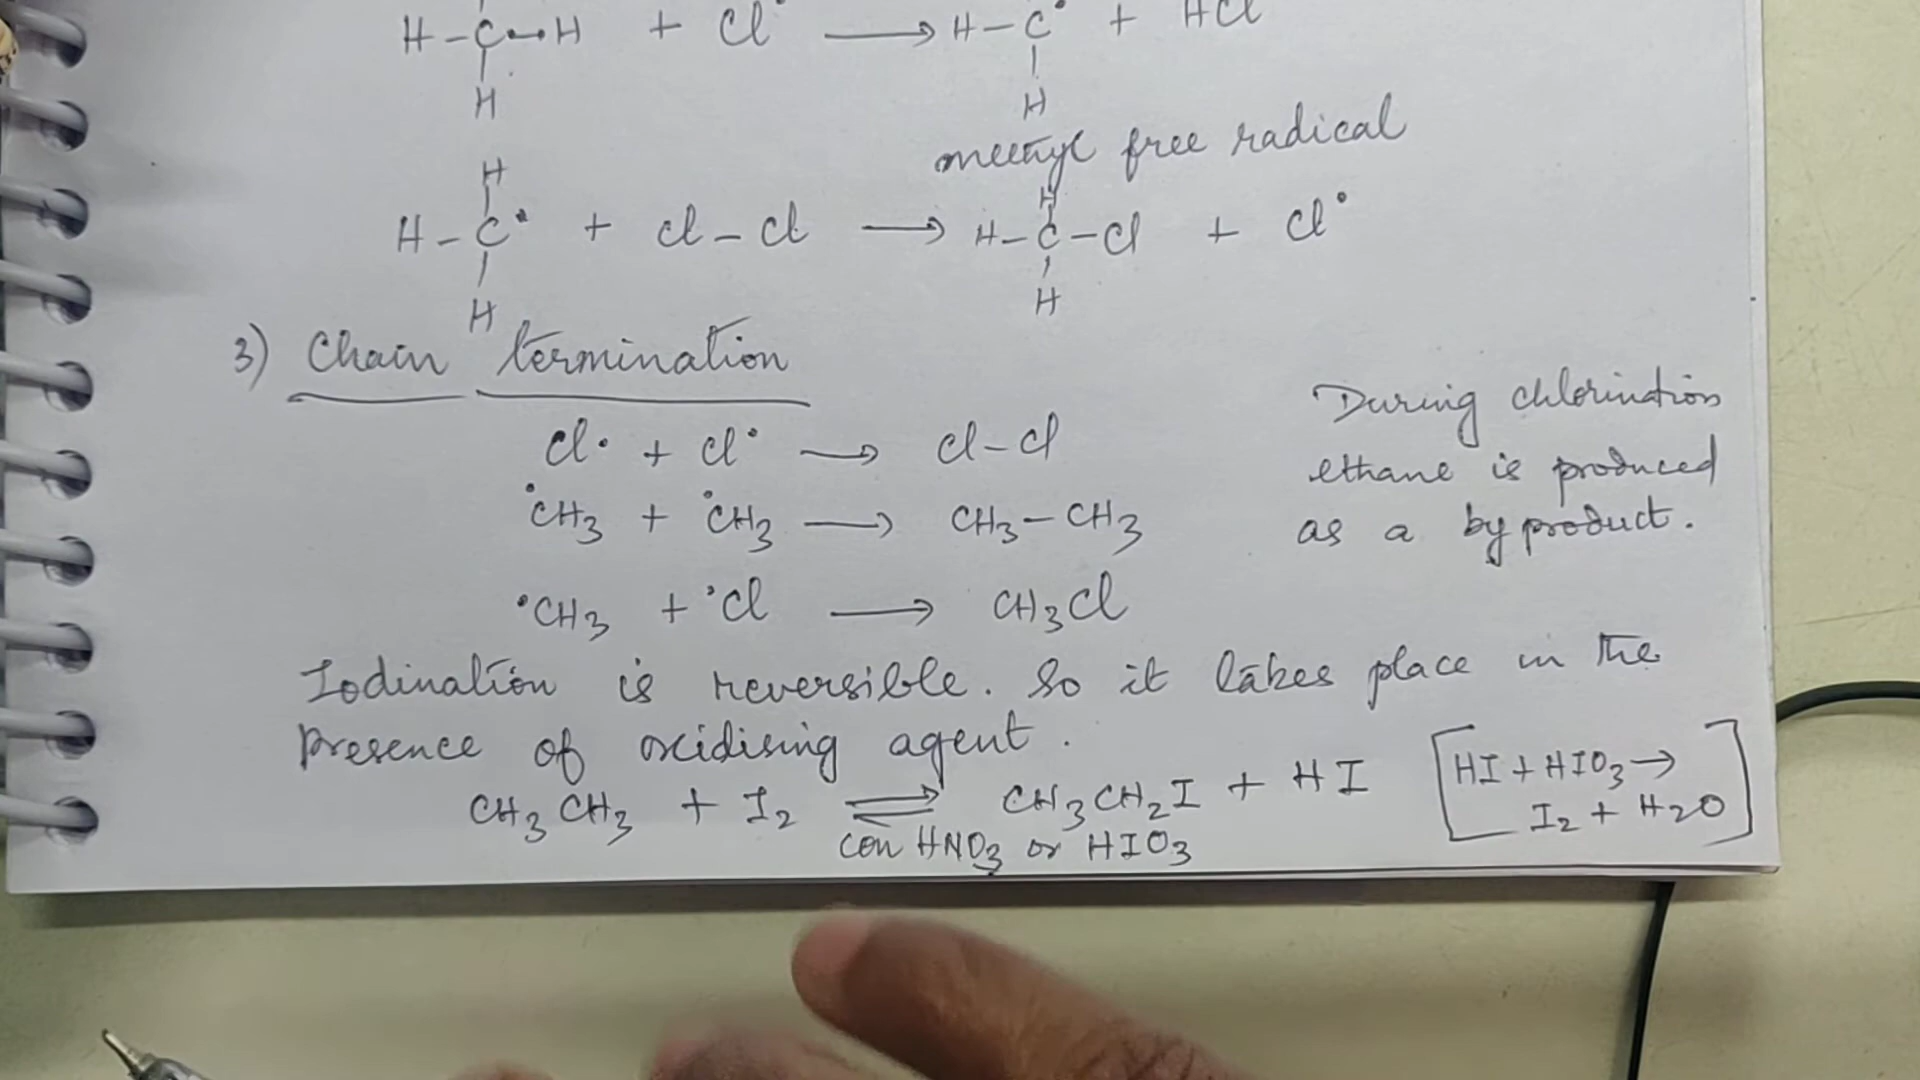 H-C-H + Cl• ⟶ H-C• + HCl
H H
methyl free radical
H H
H-C• + Cl-Cl ⟶ H-C-Cl + Cl•
H H
3) Chain termination
Cl• + Cl• ⟶ Cl-Cl
•CH3 + •CH3 ⟶ CH3-CH3
•CH3 + •Cl ⟶ CH3Cl
During chlorination
ethane is produced
as a by product.
Iodination is reversible. So it takes place in the
presence of oxidising agent.
CH3CH3 + I2 ⇌ CH3CH2I + HI
con HNO3 or HIO3
[HI + HIO3 →
I2 + H2O]